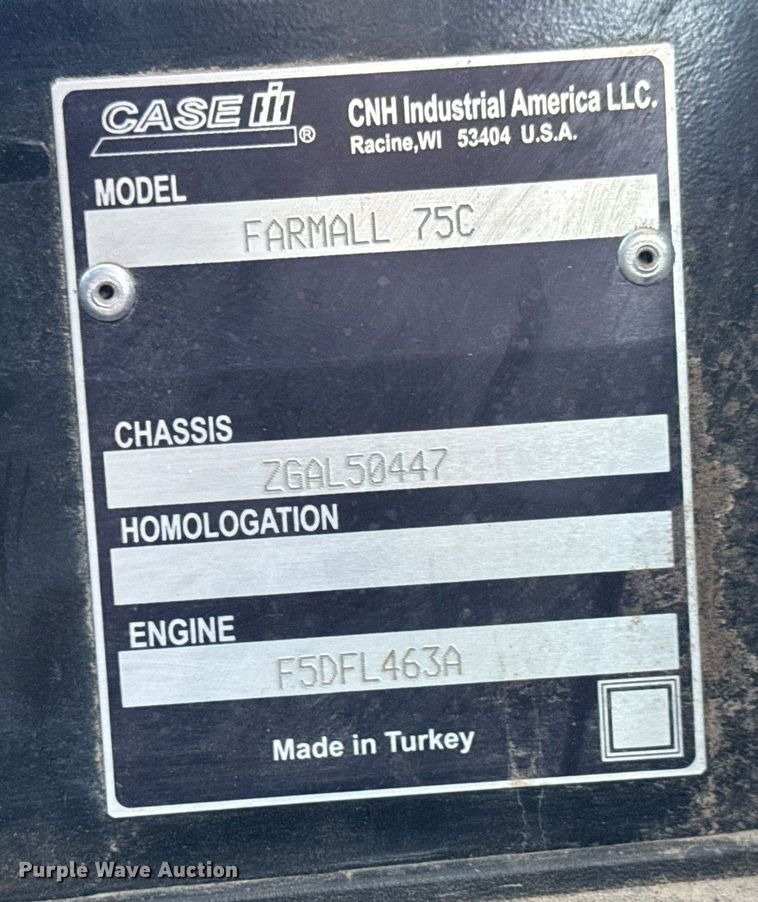 CASE IH ®
CNH Industrial America LLC.
Racine,WI 53404 U.S.A.
MODEL
FARMALL 75C
CHASSIS
ZGAL50447
HOMOLOGATION
ENGINE
F5DFL463A
Made in Turkey
Purple Wave Auction